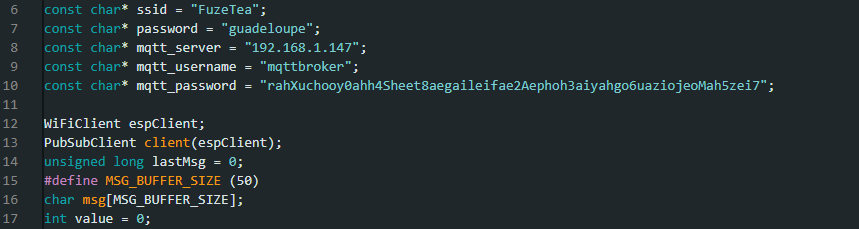 6 const char* ssid = "FuzeTea";
7 const char* password = "guadeloupe";
8 const char* mqtt_server = "192.168.1.147";
9 const char* mqtt_username = "mqttbroker";
10 const char* mqtt_password = "rahXuchooy0ahh4Sheet8aegaileifae2Aephoh3aiyahgo6uaziojeoMah5zei7";
11
12 WiFiClient espClient;
13 PubSubClient client(espClient);
14 unsigned long lastMsg = 0;
15 #define MSG_BUFFER_SIZE (50)
16 char msg[MSG_BUFFER_SIZE];
17 int value = 0;